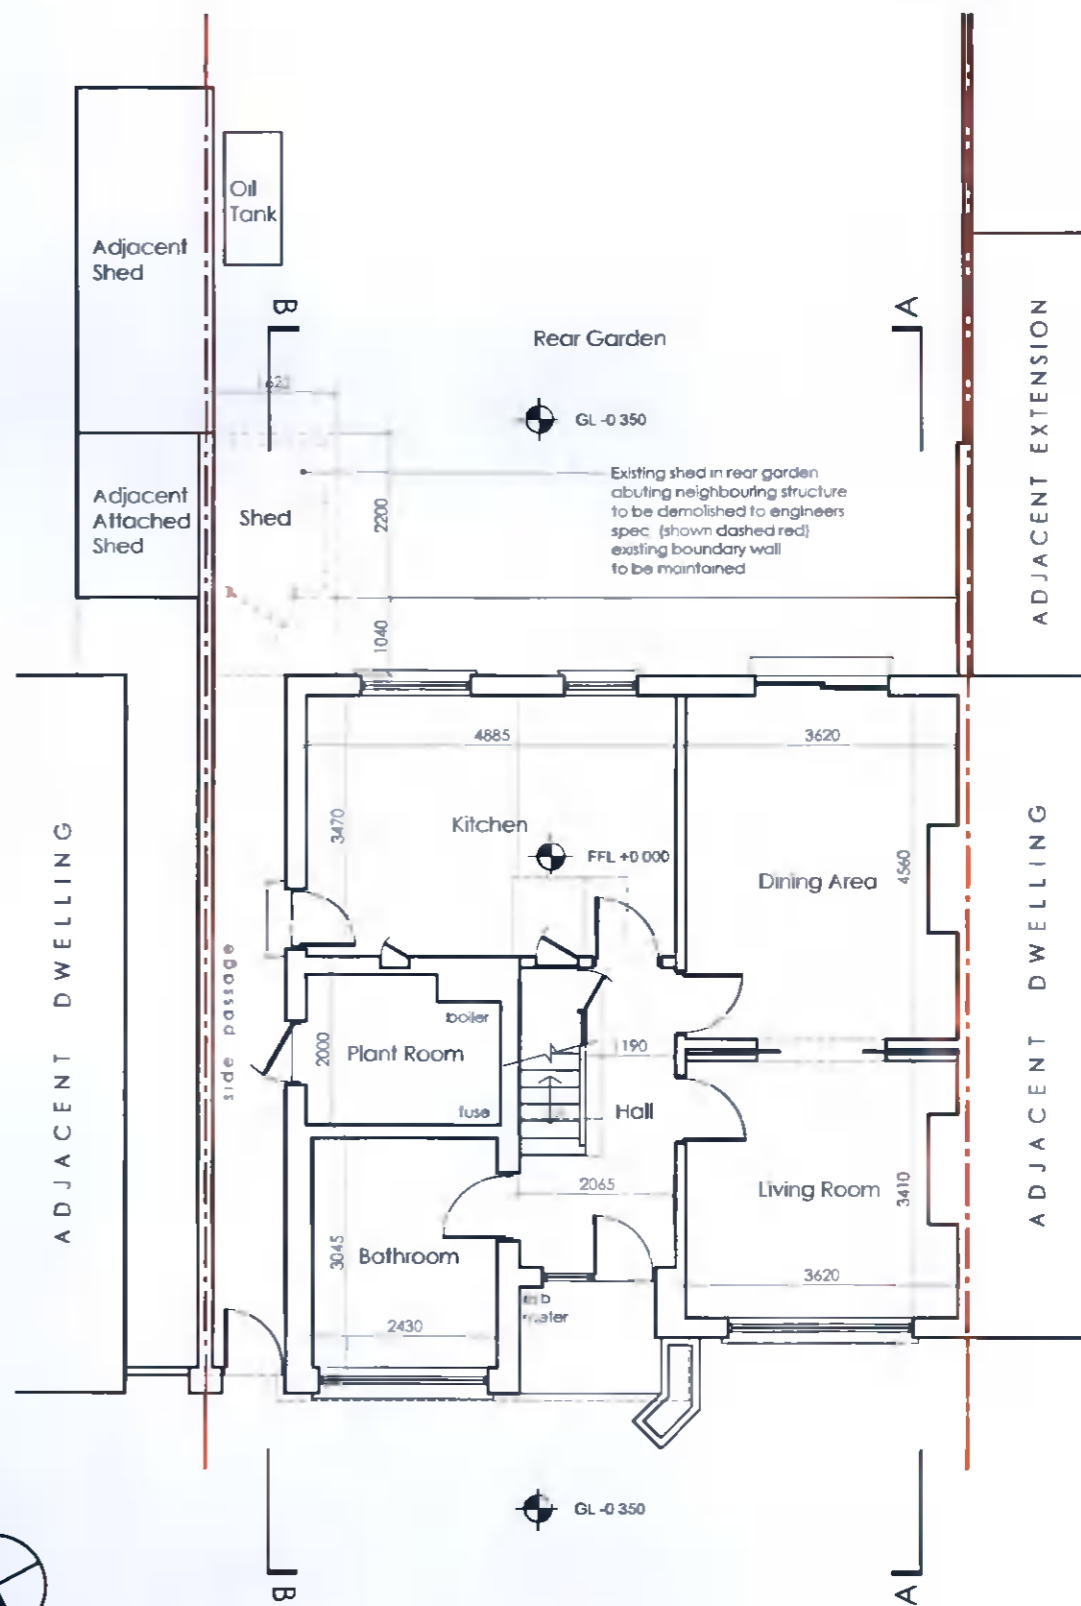 Oil
Tank
Adjacent
Shed
B
A
Rear Garden
GL -0 350
ADJACENT EXTENSION
Existing shed in rear garden
abuting neighbouring structure
to be demolished to engineers
spec. (shown dashed red)
existing boundary wall
to be maintained
Adjacent
Attached
Shed
Shed
2200
1040
4885
3620
3470
Kitchen
FFL +0 000
Dining Area
4560
ADJACENT DWELLING
side passage
ADJACENT DWELLING
boiler
2000
Plant Room
fuse
1190
Hall
2065
Living Room
3410
3045
Bathroom
3620
2430
GL -0 350
B
A